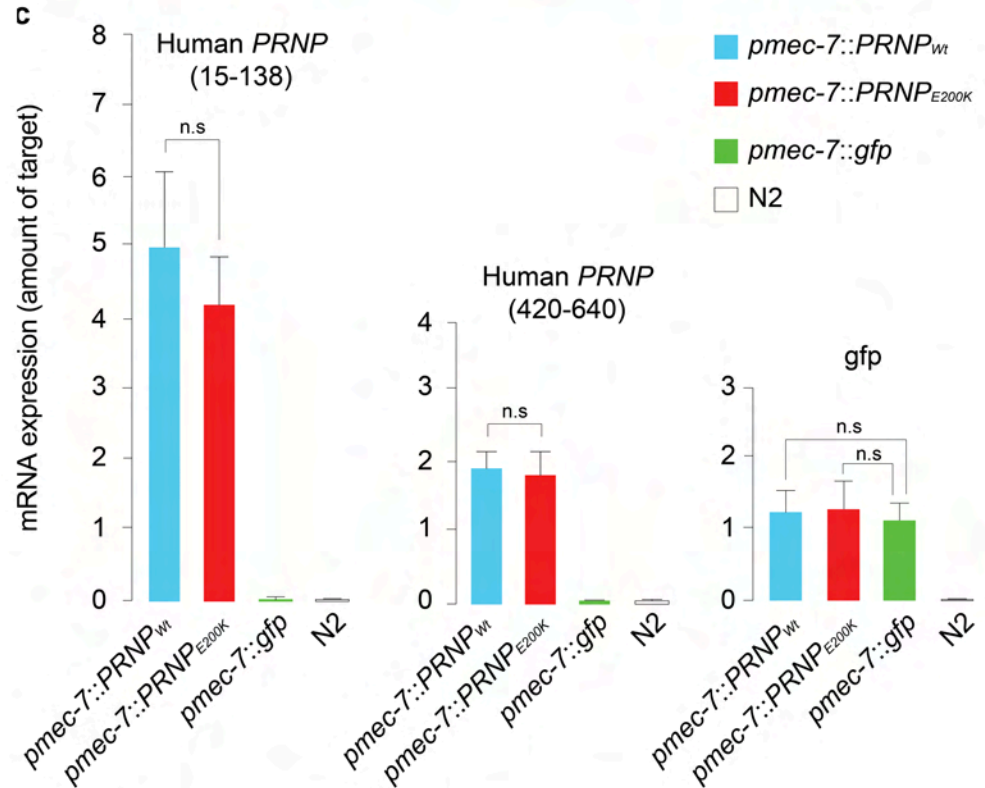 c
mRNA expression (amount of target)
Human PRNP
(15-138)
8
7
6
5
4
3
2
1
0
n.s
pmec-7::PRNPWt
pmec-7::PRNPE200K
pmec-7::gfp
N2
Human PRNP
(420-640)
4
3
2
1
0
n.s
pmec-7::PRNPWt
pmec-7::PRNPE200K
pmec-7::gfp
N2
gfp
3
2
1
0
n.s
n.s
pmec-7::PRNPWt
pmec-7::PRNPE200K
pmec-7::gfp
N2
pmec-7::PRNPWt
pmec-7::PRNPE200K
pmec-7::gfp
N2